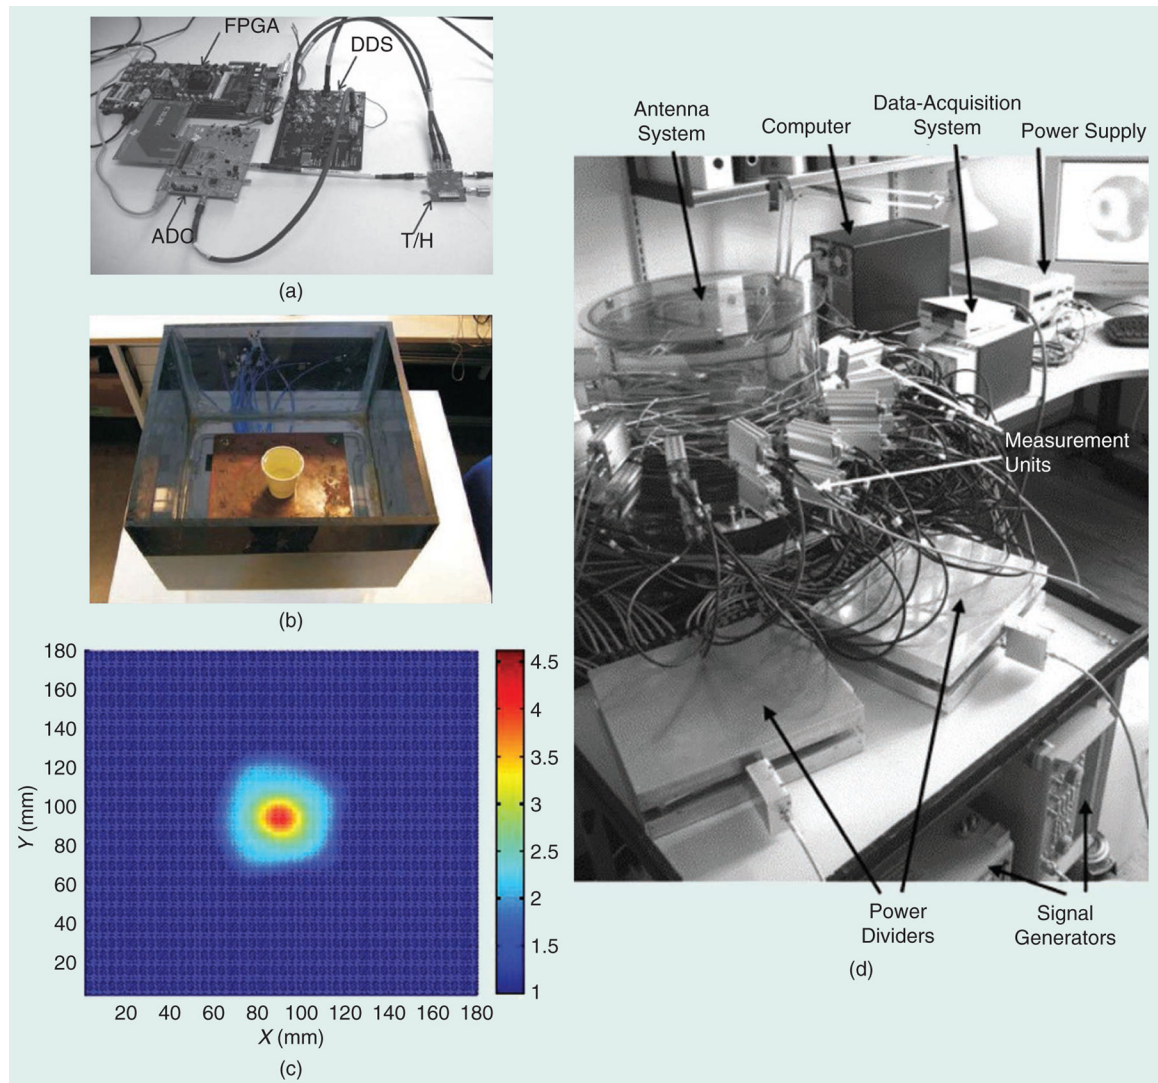 FPGA
DDS
ADC
T/H
(a)
(b)
180
160
140
120
100
80
60
40
20
Y (mm)
20 40 60 80 100 120 140 160 180
X (mm)
4.5
4
3.5
3
2.5
2
1.5
1
(c)
Antenna
System
Computer
Data-Acquisition
System
Power Supply
Measurement
Units
Power
Dividers
Signal
Generators
(d)